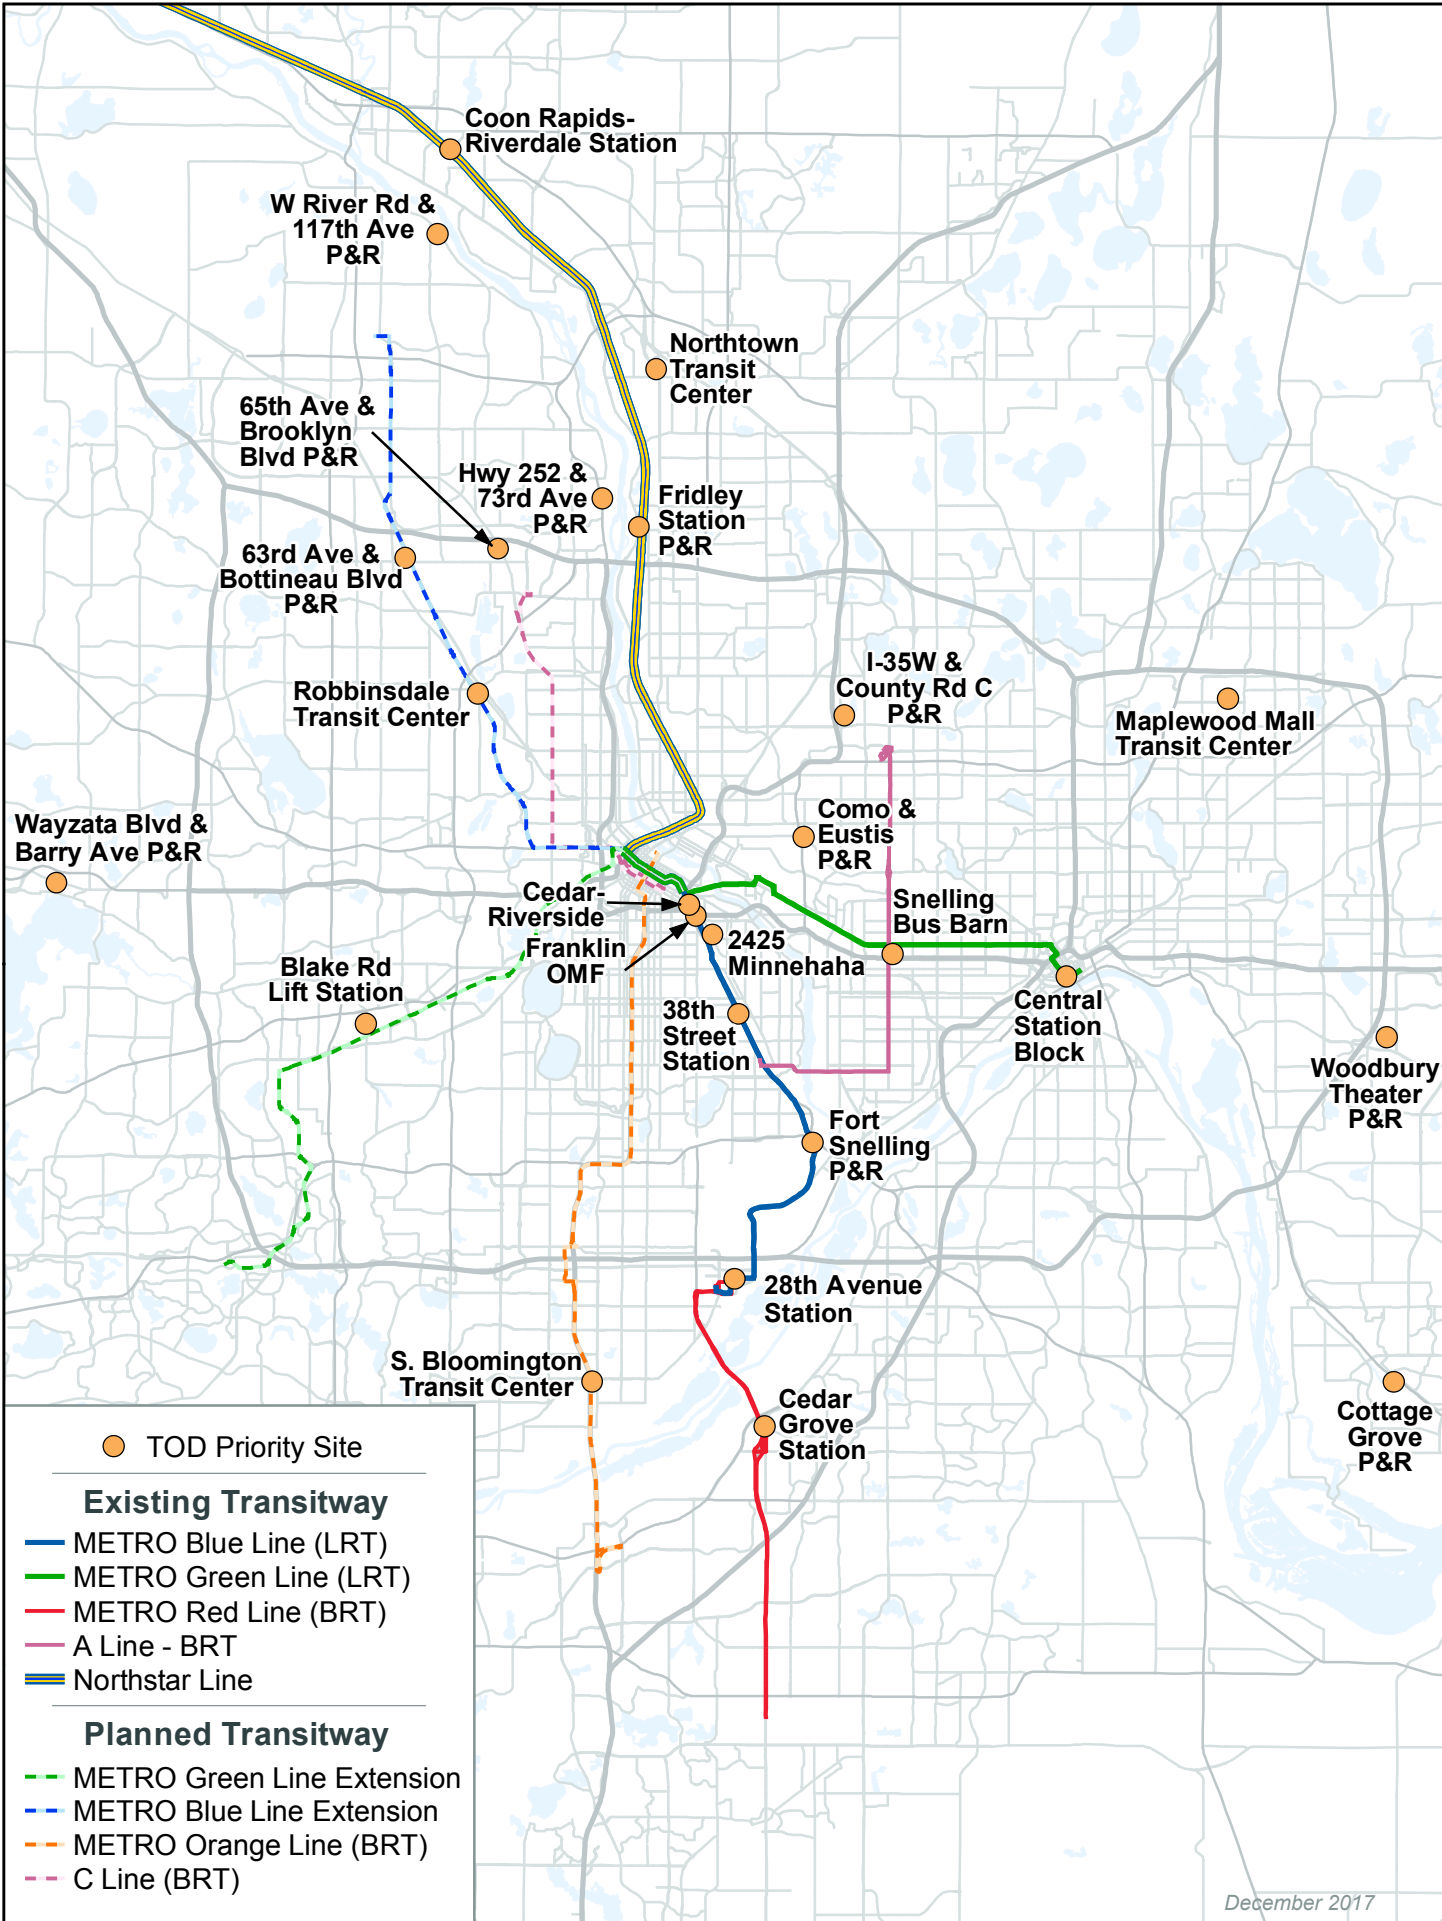 Coon Rapids-
Riverdale Station
W River Rd &
117th Ave
P&R
Northtown
Transit
Center
65th Ave &
Brooklyn
Blvd P&R
Hwy 252 &
73rd Ave
P&R
Fridley
Station
P&R
63rd Ave &
Bottineau Blvd
P&R
I-35W &
County Rd C
P&R
Robbinsdale
Transit Center
Maplewood Mall
Transit Center
Como &
Eustis
P&R
Wayzata Blvd &
Barry Ave P&R
Cedar-
Riverside
Snelling
Bus Barn
Franklin
OMF
2425
Minnehaha
Blake Rd
Lift Station
38th
Street
Station
Central
Station
Block
Woodbury
Theater
P&R
Fort
Snelling
P&R
28th Avenue
Station
S. Bloomington
Transit Center
Cedar
Grove
Station
Cottage
Grove
P&R
TOD Priority Site
Existing Transitway
METRO Blue Line (LRT)
METRO Green Line (LRT)
METRO Red Line (BRT)
A Line - BRT
Northstar Line
Planned Transitway
METRO Green Line Extension
METRO Blue Line Extension
METRO Orange Line (BRT)
C Line (BRT)
December 2017